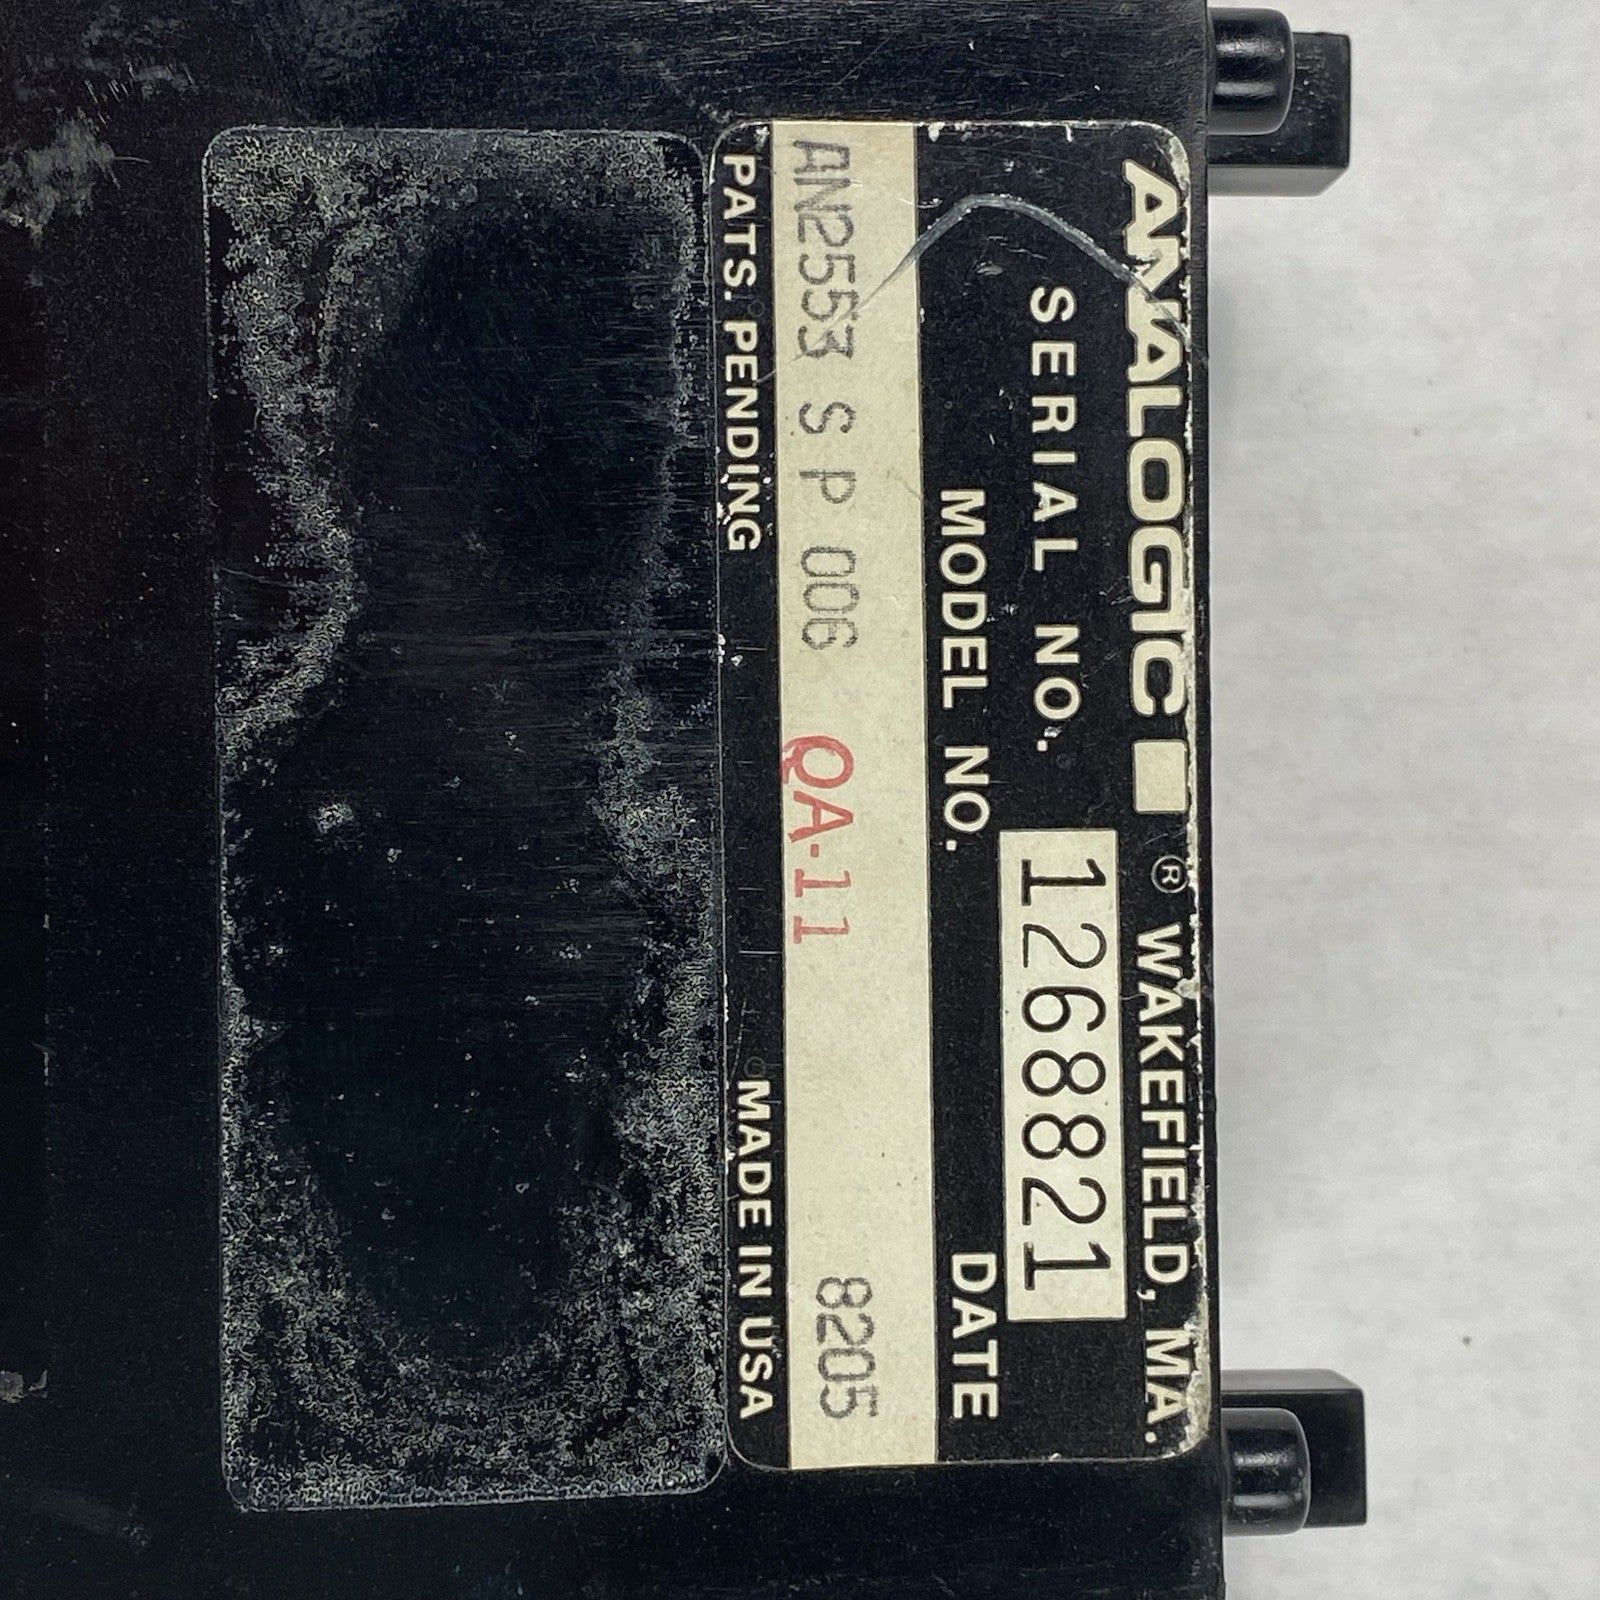 ANALOGIC ® WAKEFIELD, MA.
SERIAL NO. 1268821
MODEL NO. DATE
AN2553 S P 006 QA-11 8205
PATS. PENDING MADE IN USA